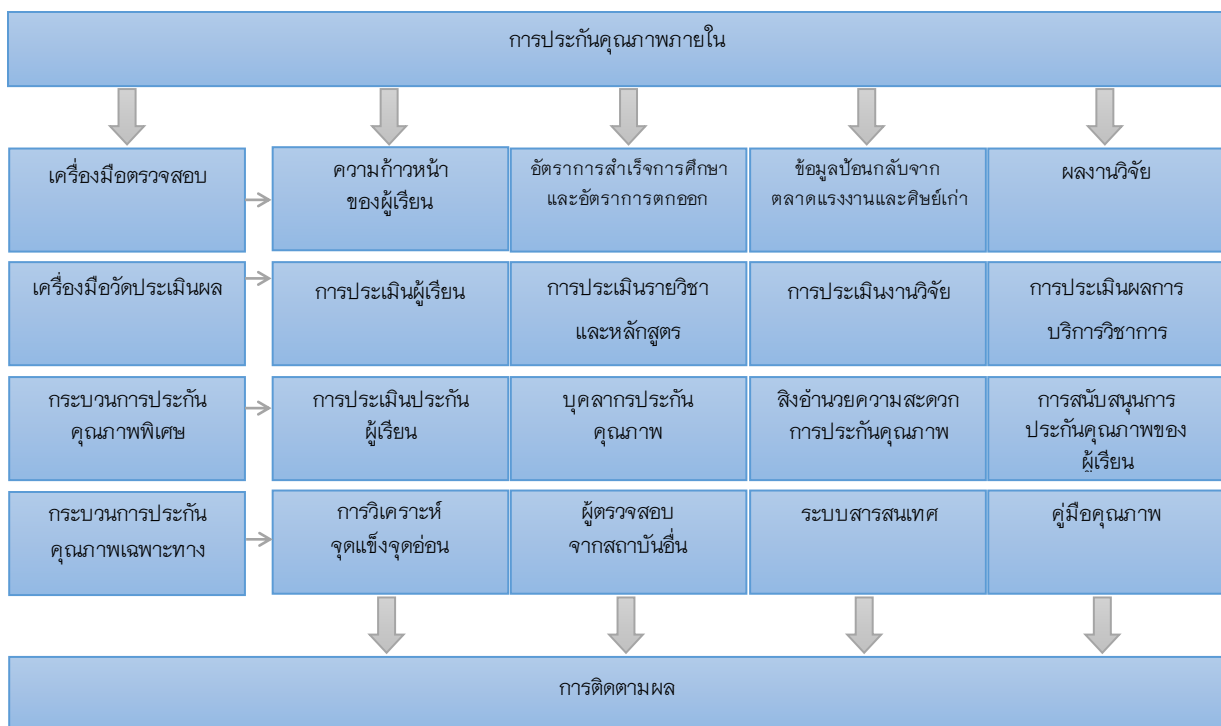 การประกันคุณภาพภายใน
เครื่องมือตรวจสอบ
ความก้าวหน้า
ของผู้เรียน
อัตราการสำเร็จการศึกษา
และอัตราการตกออก
ข้อมูลป้อนกลับจาก
ตลาดแรงงานและศิษย์เก่า
ผลงานวิจัย
เครื่องมือวัดประเมินผล
การประเมินผู้เรียน
การประเมินรายวิชา
และหลักสูตร
การประเมินงานวิจัย
การประเมินผลการ
บริการวิชาการ
กระบวนการประกัน
คุณภาพพิเศษ
การประเมินประกัน
ผู้เรียน
บุคลากรประกัน
คุณภาพ
สิงอำนวยความสะดวก
การประกันคุณภาพ
การสนับสนุนการ
ประกันคุณภาพของ
ผู้เรียน
กระบวนการประกัน
คุณภาพเฉพาะทาง
การวิเคราะห์
จุดแข็งจุดอ่อน
ผู้ตรวจสอบ
จากสถาบันอื่น
ระบบสารสนเทศ
คู่มือคุณภาพ
การติดตามผล